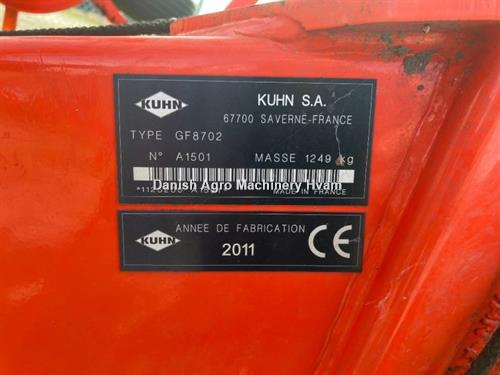 KUHN
KUHN S.A.
67700 SAVERNE-FRANCE
TYPE GF8702
N° A1501 MASSE 1249 kg
Danish Agro Machinery Hvam
MADE IN FRANCE
KUHN
ANNEE DE FABRICATION
2011
CE